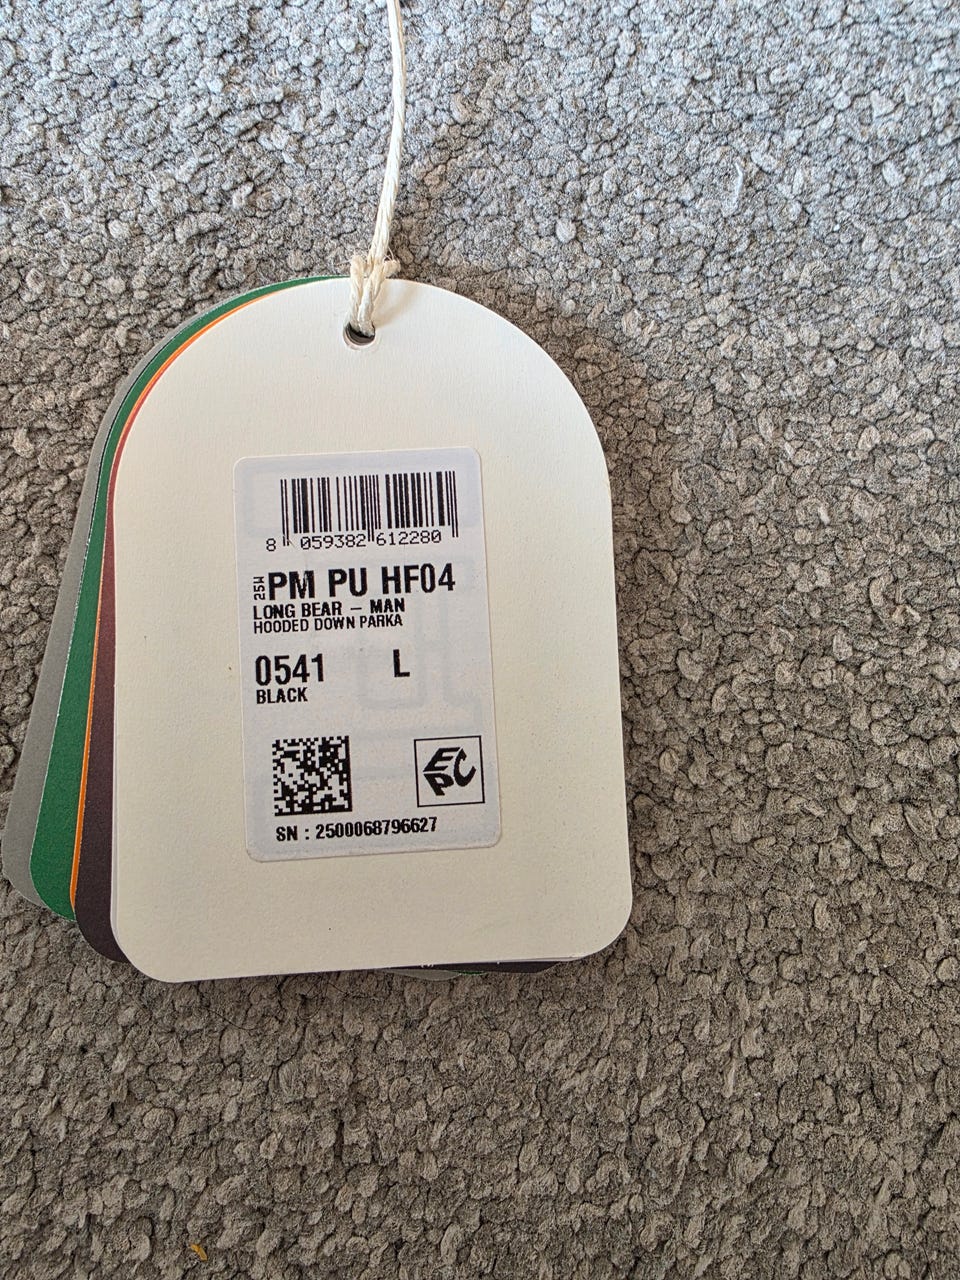 8 059382 612280
25W PM PU HF04
LONG BEAR – MAN
HOODED DOWN PARKA
0541 L
BLACK
EPC
SN : 2500068796627